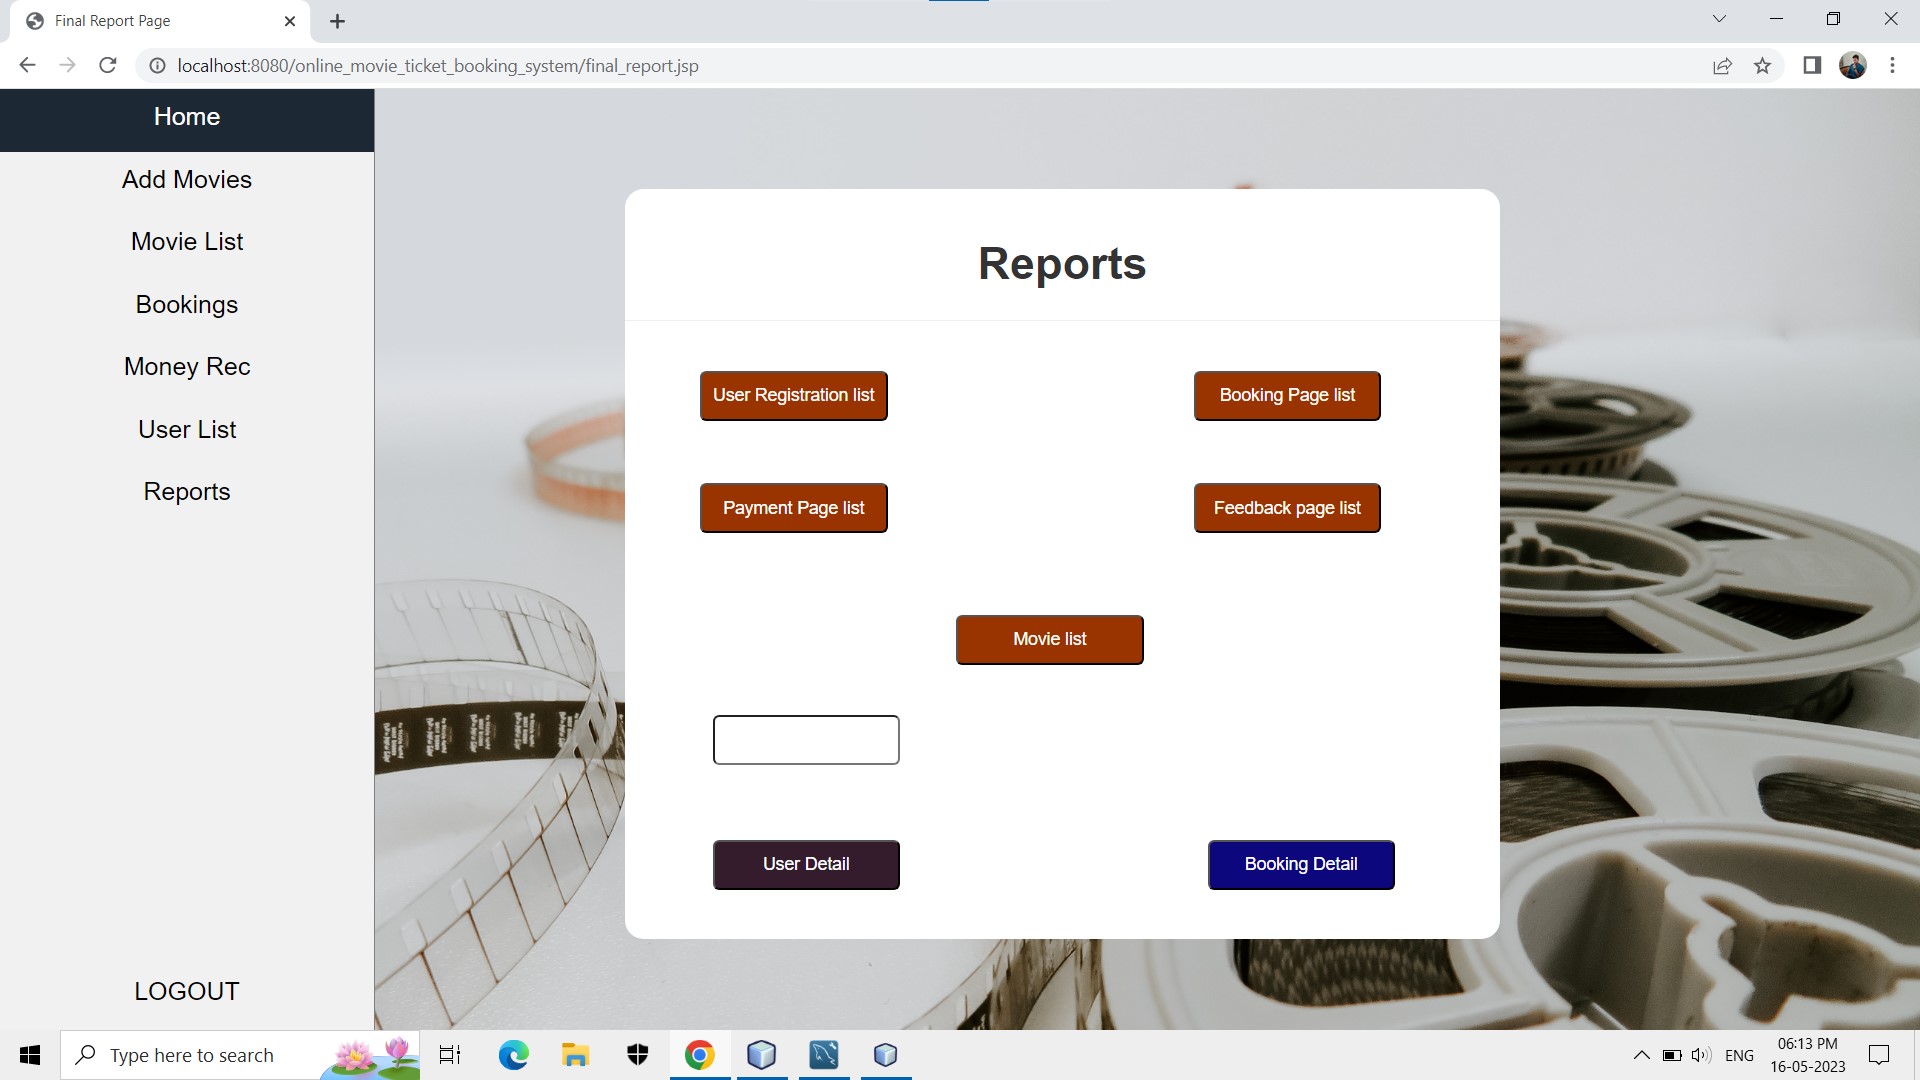 Final Report Page
localhost:8080/online_movie_ticket_booking_system/final_report.jsp
Home
Add Movies
Movie List
Bookings
Money Rec
User List
Reports
LOGOUT
Reports
User Registration list
Booking Page list
Payment Page list
Feedback page list
Movie list
User Detail
Booking Detail
Type here to search
ENG
06:13 PM
16-05-2023